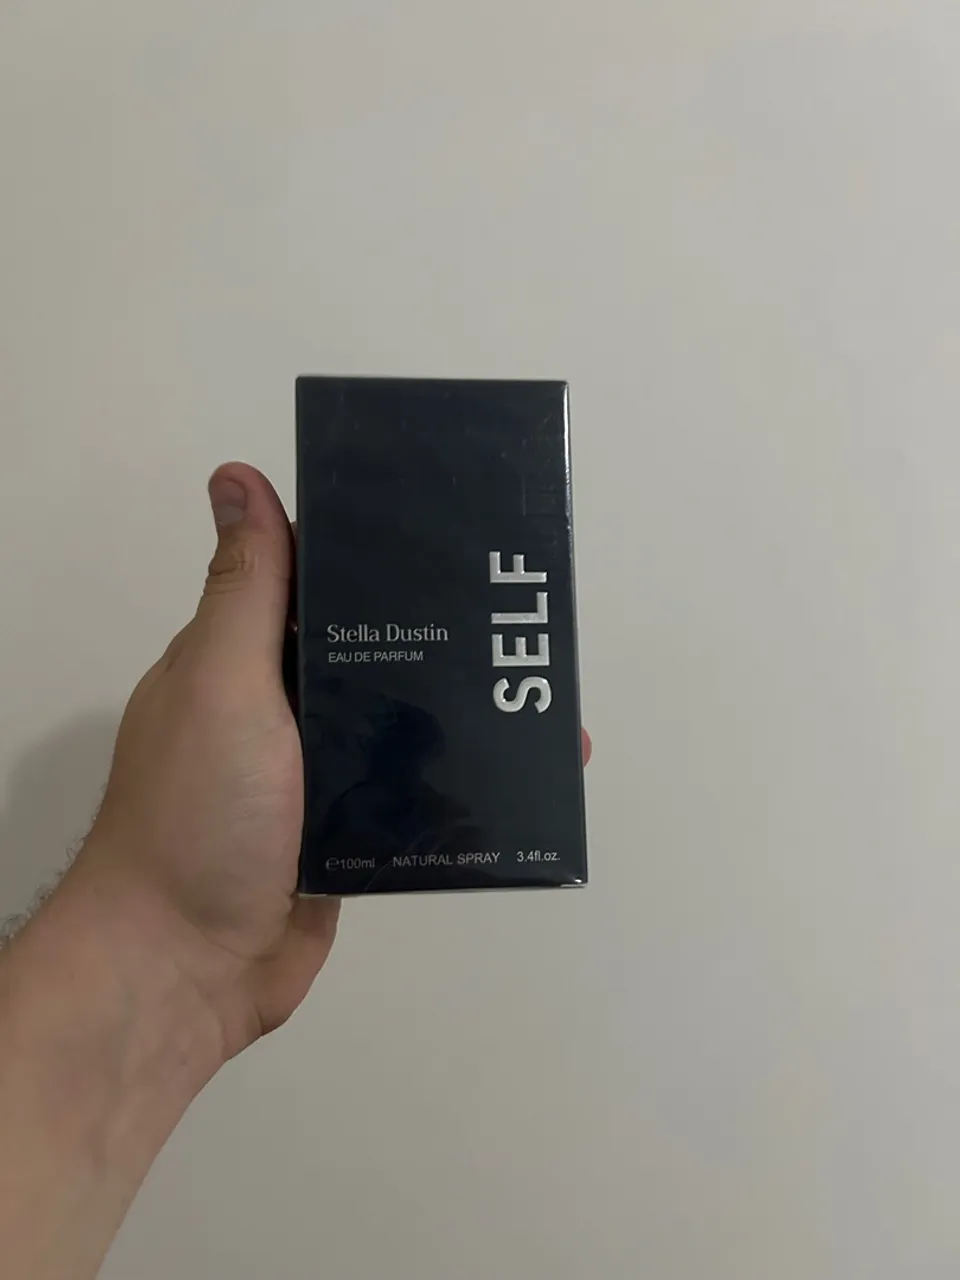 SELF
Stella Dustin
EAU DE PARFUM
℮100ml NATURAL SPRAY 3.4fl.oz.